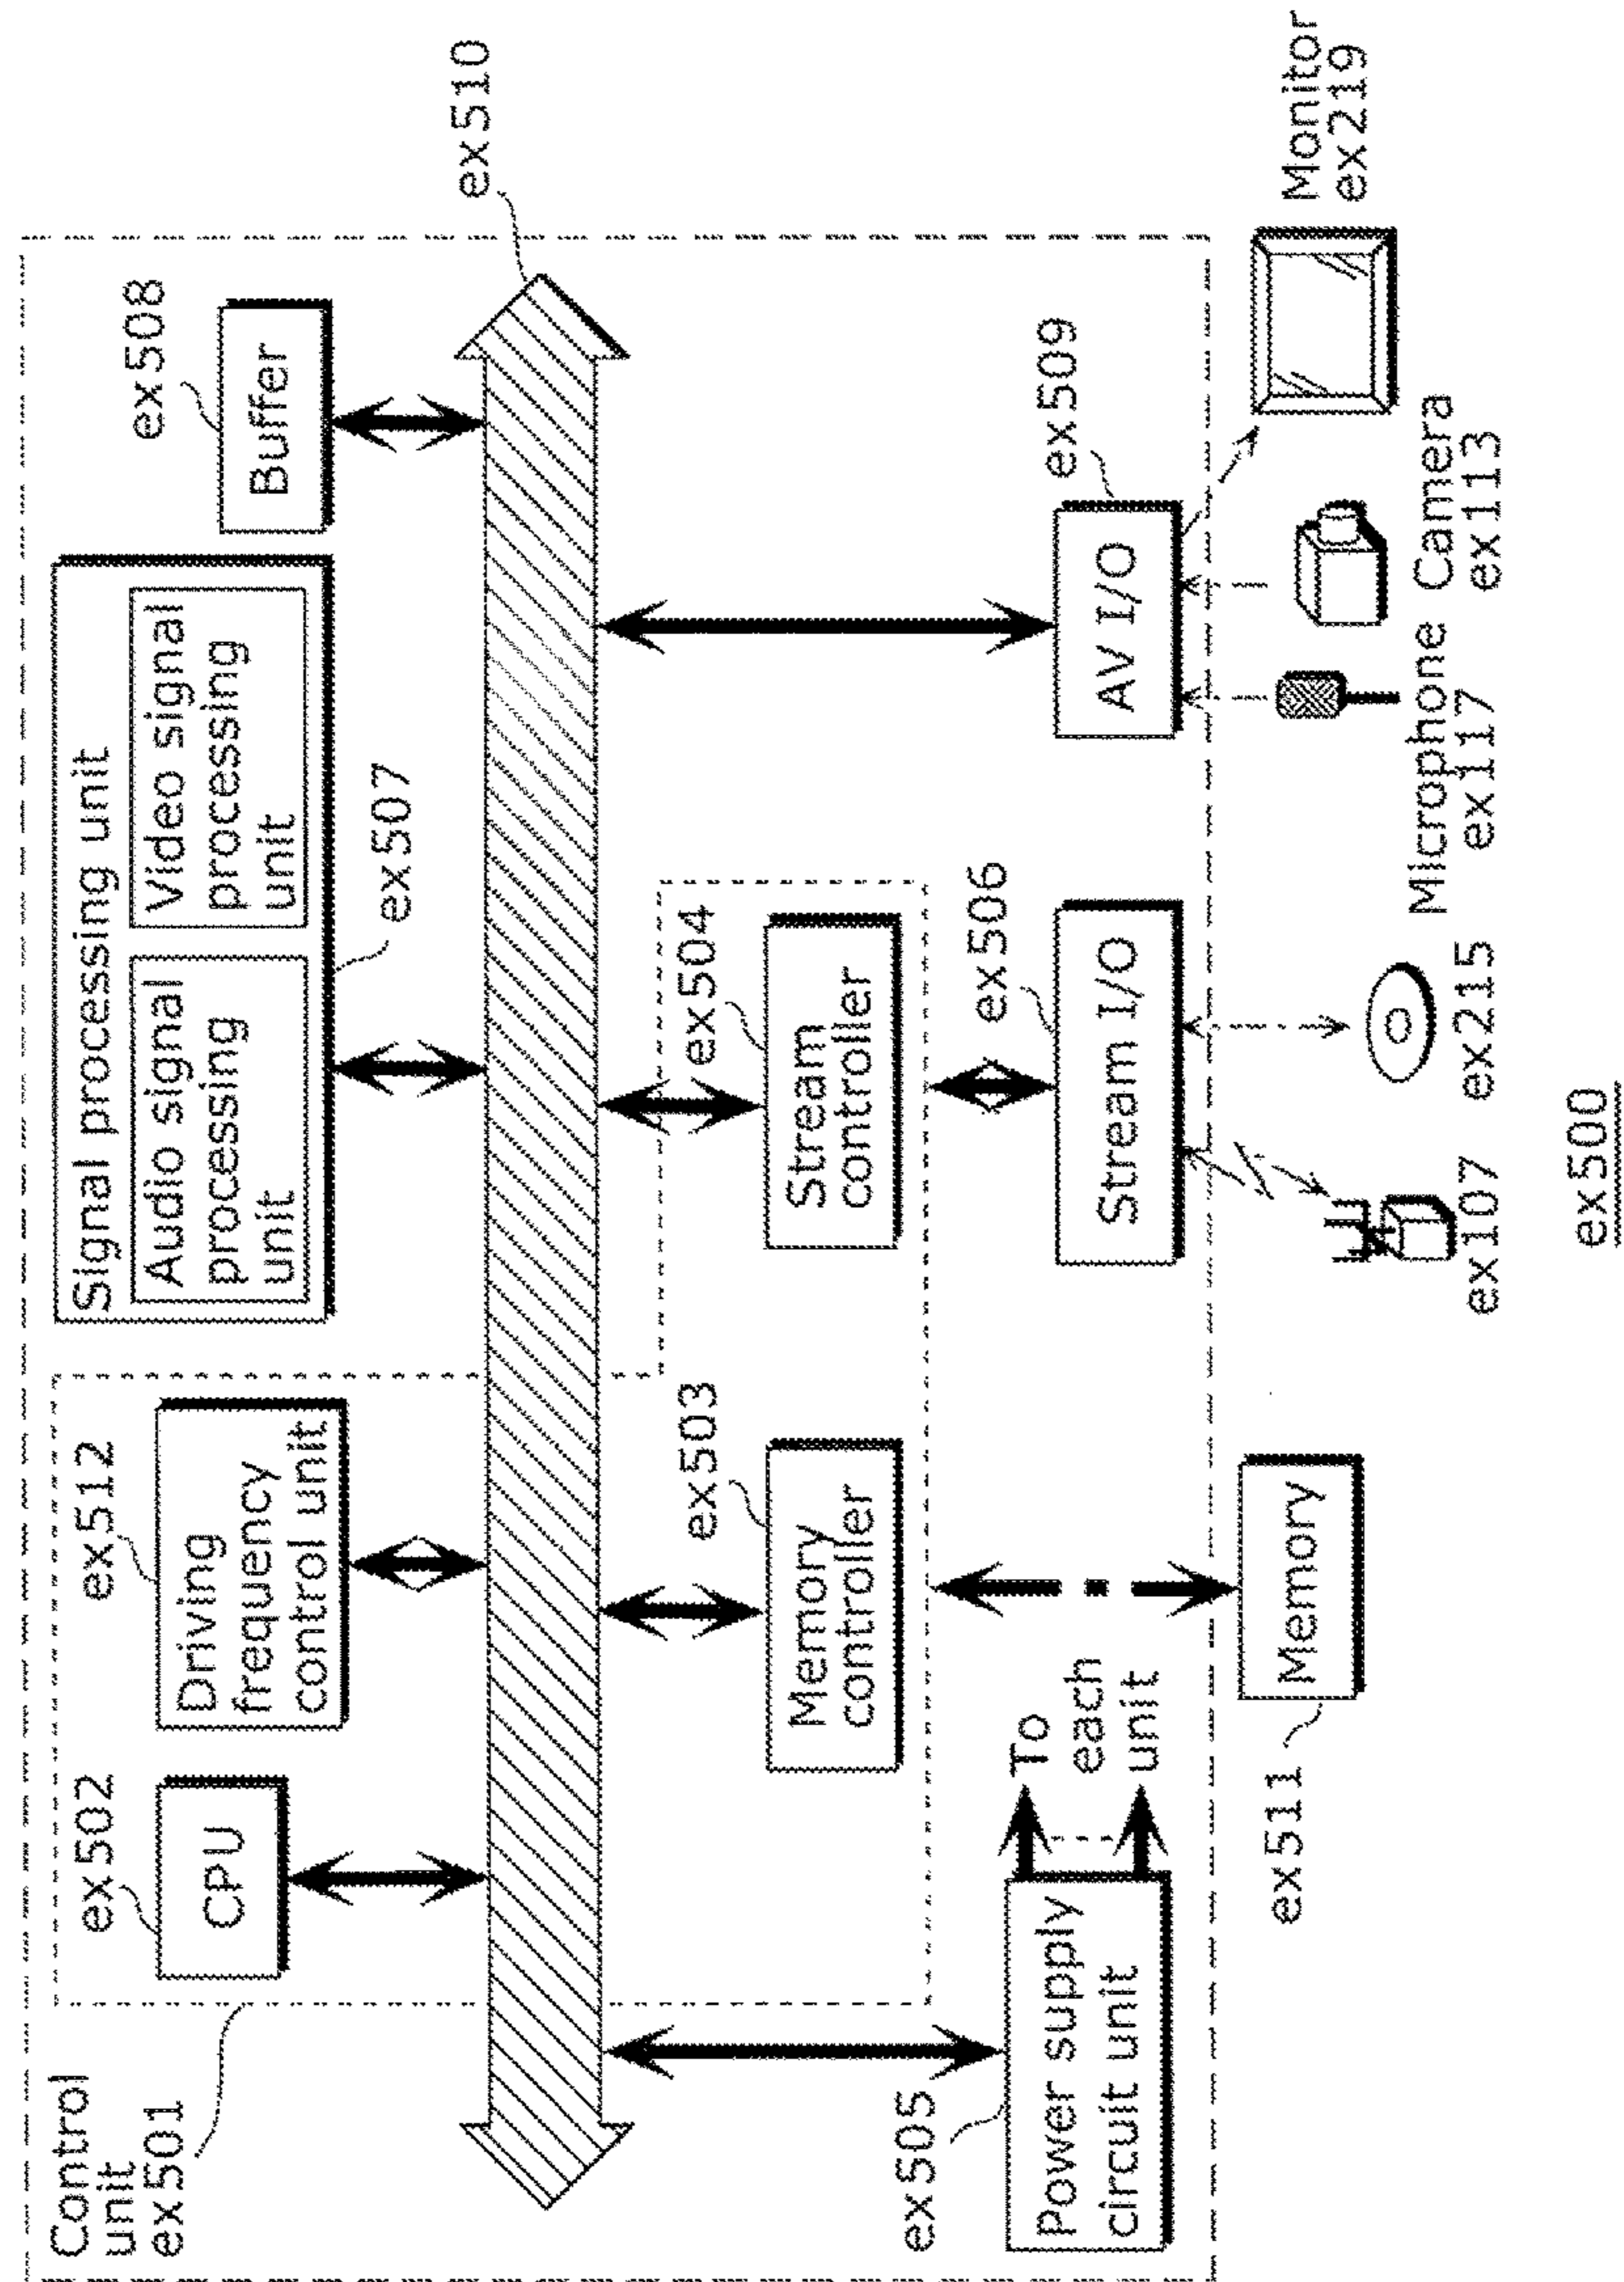 Control
unit
ex501
ex502
CPU
ex512
Driving
frequency
control unit
Signal processing unit
Audio signal
processing
unit
Video signal
processing
unit
ex507
ex508
Buffer
ex510
ex503
Memory
controller
ex504
Stream
controller
ex505
Power supply
circuit unit
To
each
unit
ex506
Stream I/O
ex509
AV I/O
ex511
Memory
ex107
ex215
Microphone
ex117
Camera
ex113
Monitor
ex219
ex500